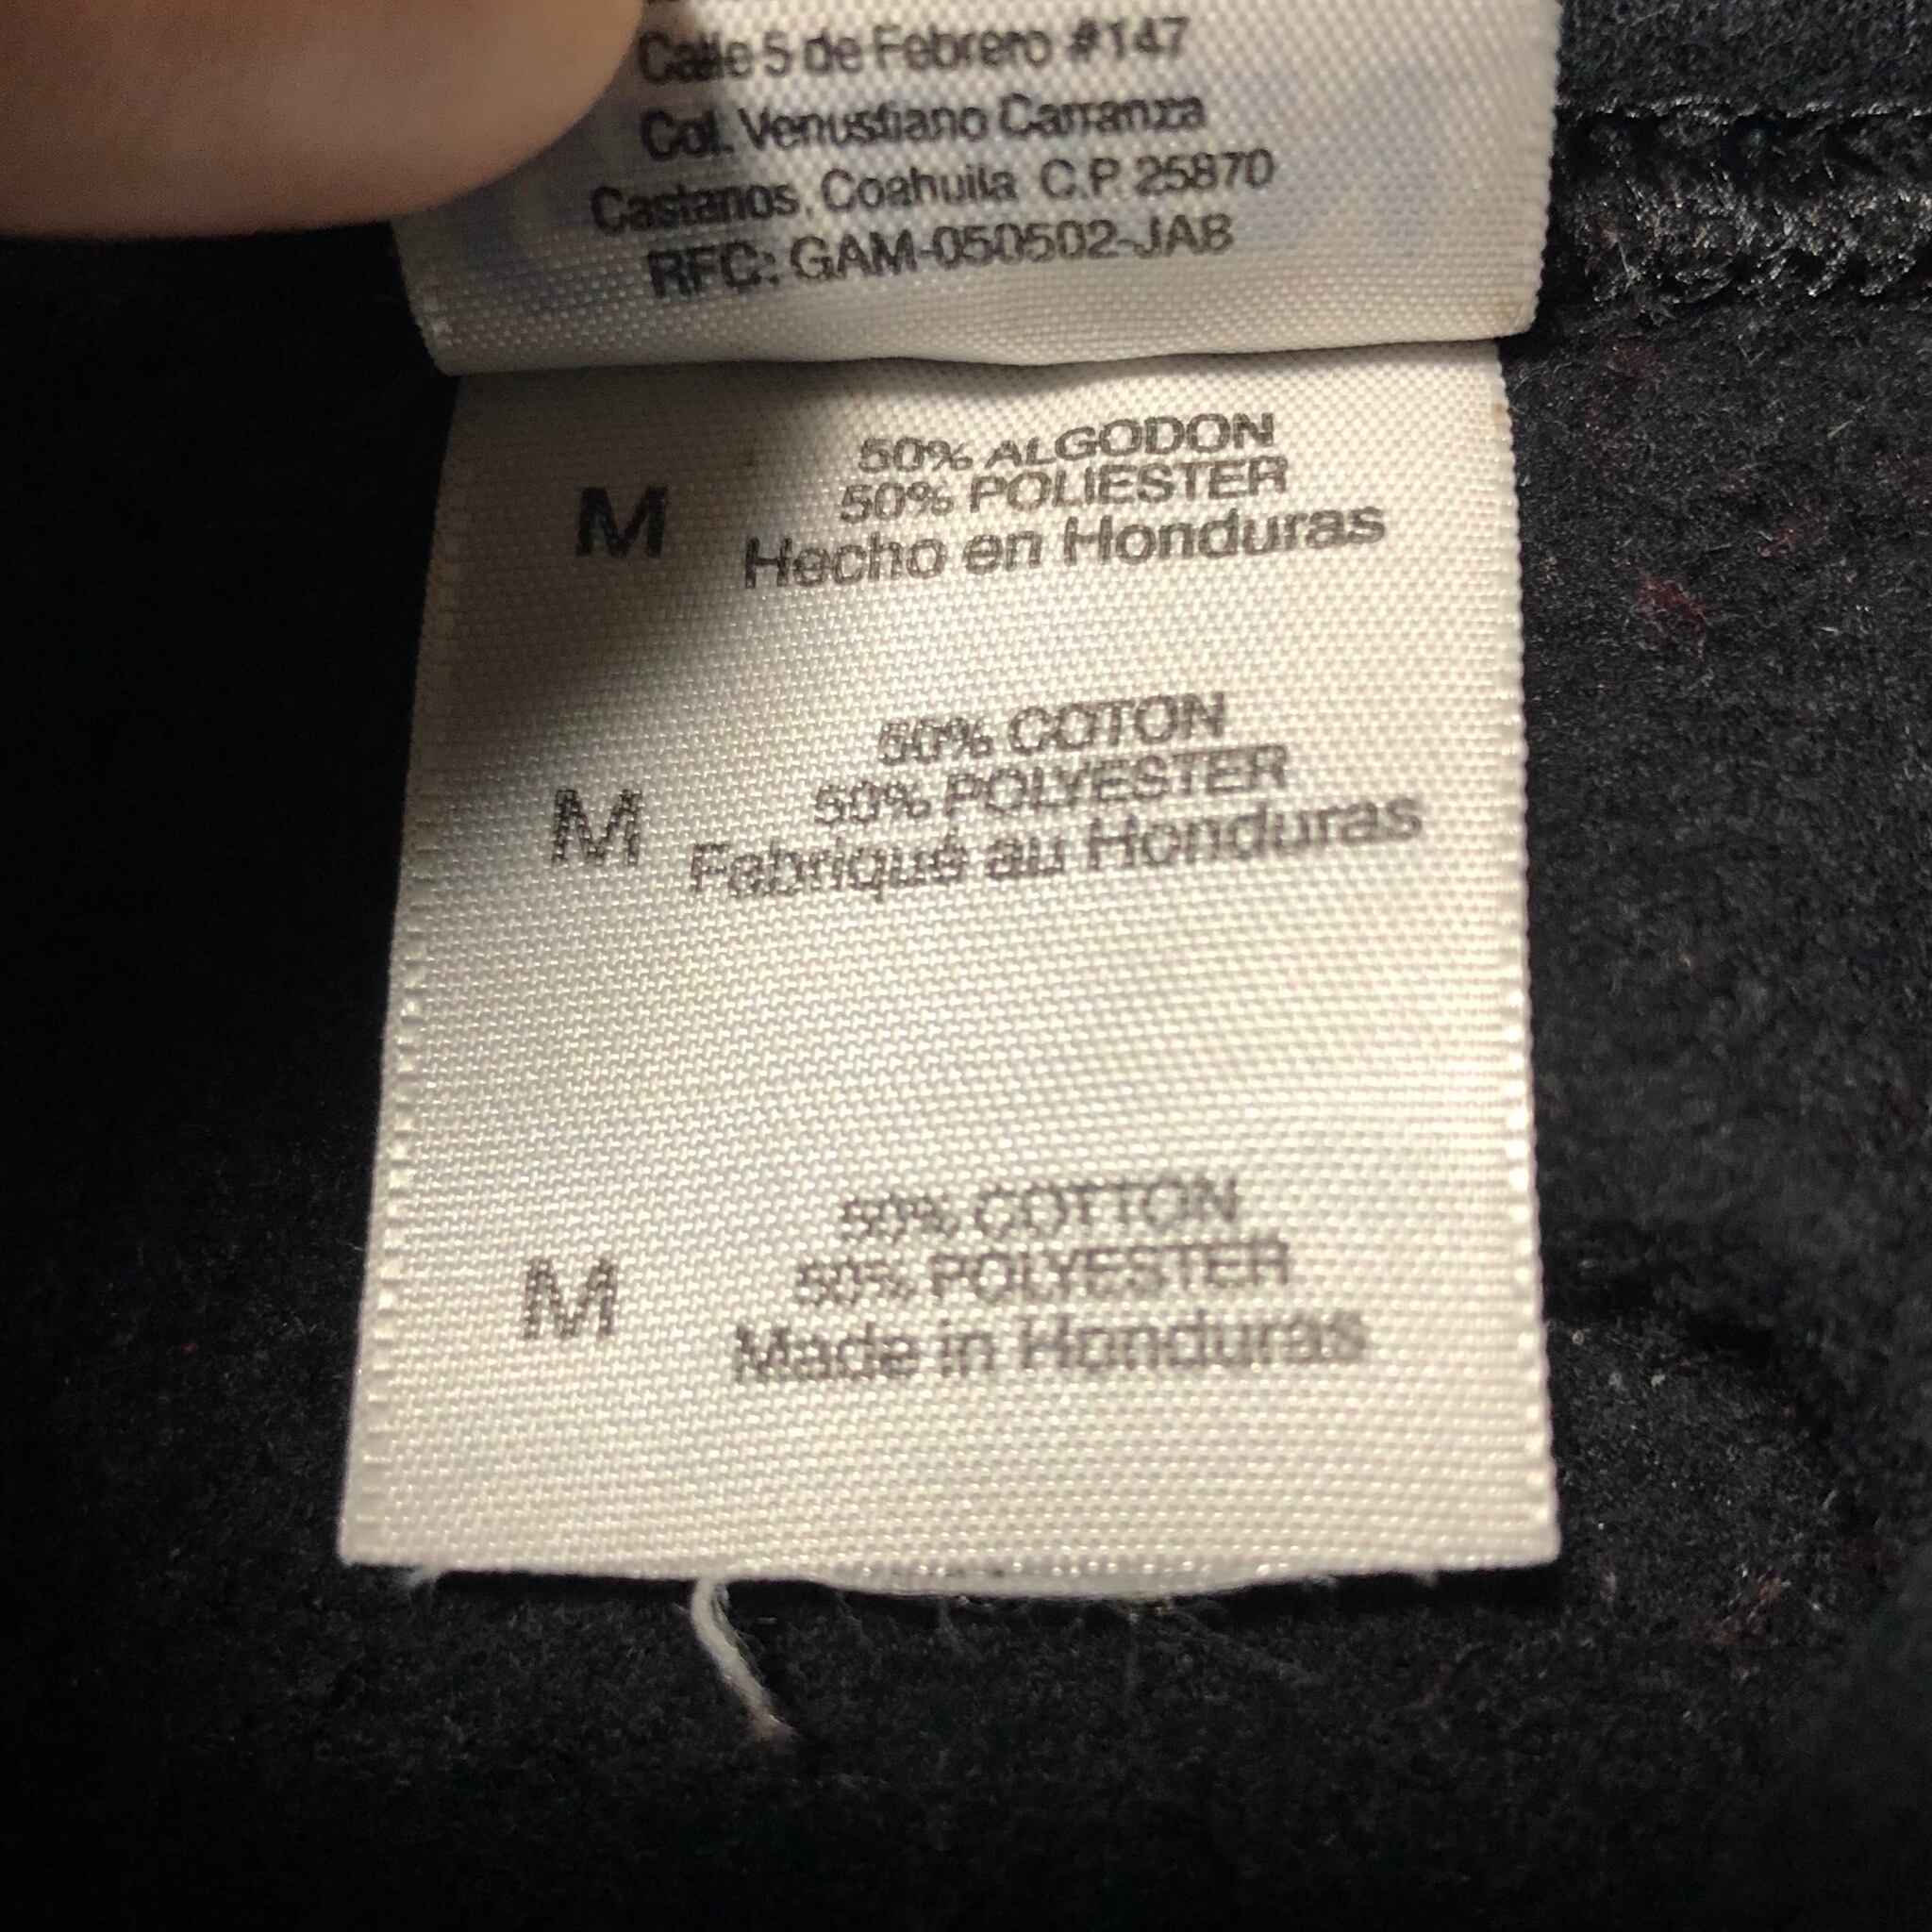 Calle 5 de Febrero #147
Col. Venustiano Carranza
Castanos, Coahuila C.P. 25870
RFC: GAM-050502-JAB
50% ALGODON
50% POLIESTER
M Hecho en Honduras
50% COTON
50% POLYESTER
M Fabriqué au Honduras
50% COTTON
50% POLYESTER
M Made in Honduras